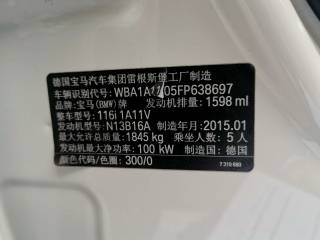 德国宝马汽车集团雷根斯堡工厂制造
车辆识别代号: WBA1A1105FP638697
品牌: 宝马(BMW)牌 发动机排量: 1598 ml
整车型号: 116i 1A11V
发动机型号: N13B16A 制造年月: 2015.01
最大允许总质量: 1845 kg 乘坐人数: 5 人
发动机最大净功率: 100 kW 制造国: 德国
颜色代码/色圈: 300/0
7 319 693